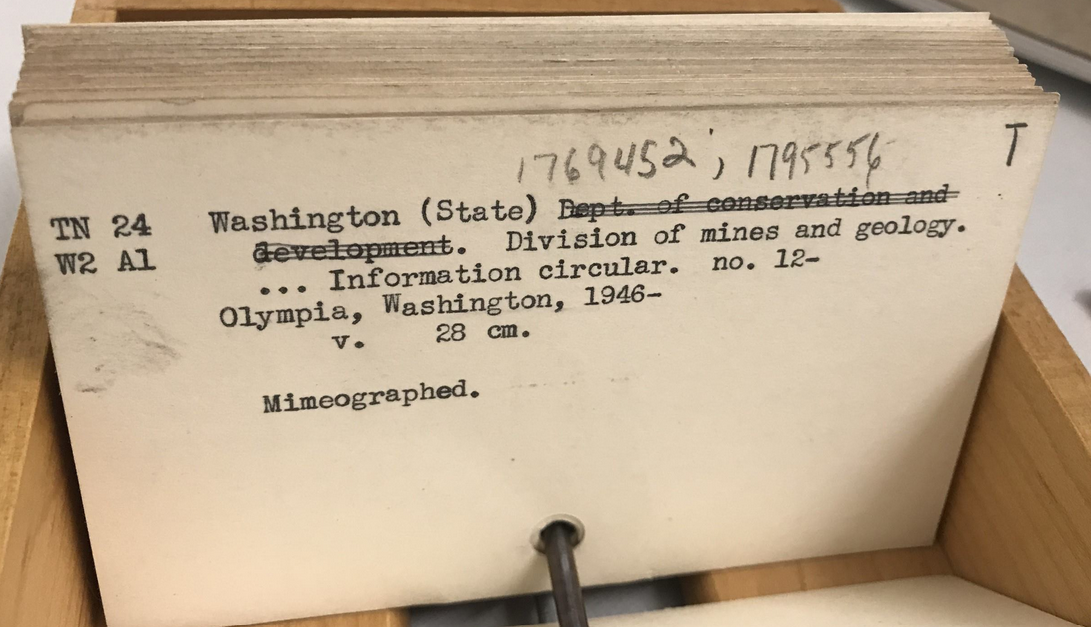 1769452, 1795556 T
TN 24 Washington (State) Dept. of conservation and
W2 A1 development. Division of mines and geology.
... Information circular. no. 12-
Olympia, Washington, 1946-
v. 28 cm.
Mimeographed.